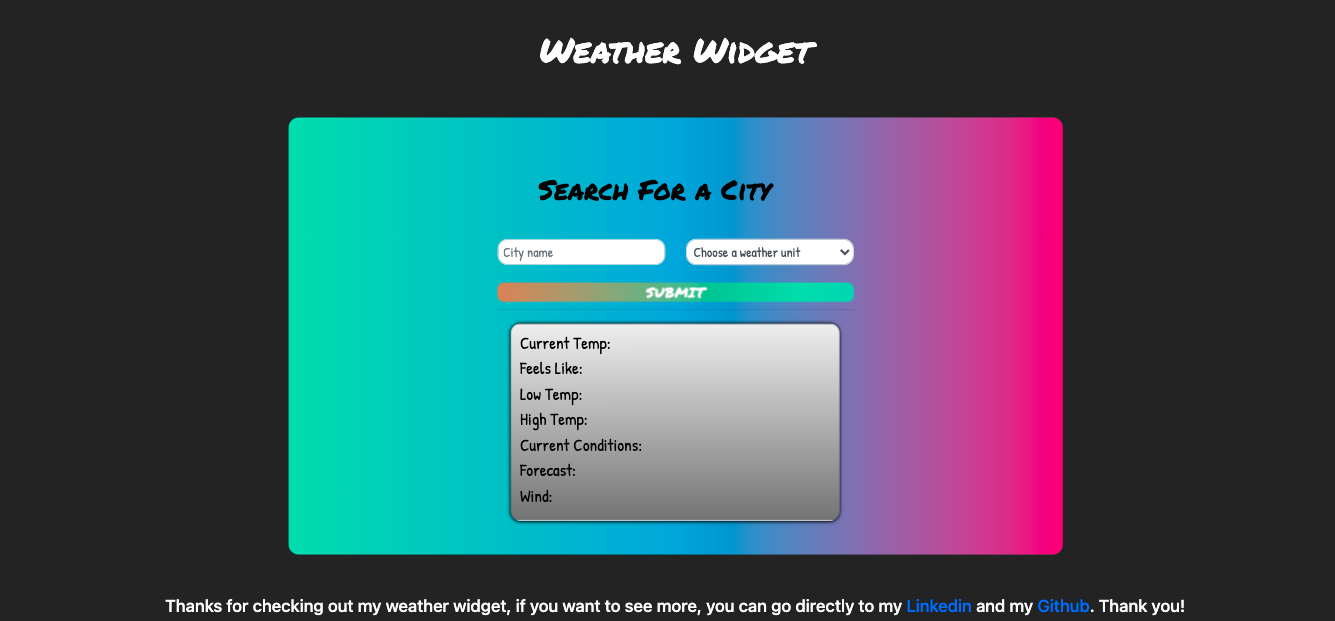 Weather Widget
Search For a City
City name
Choose a weather unit
SUBMIT
Current Temp:
Feels Like:
Low Temp:
High Temp:
Current Conditions:
Forecast:
Wind:
Thanks for checking out my weather widget, if you want to see more, you can go directly to my Linkedin and my Github. Thank you!